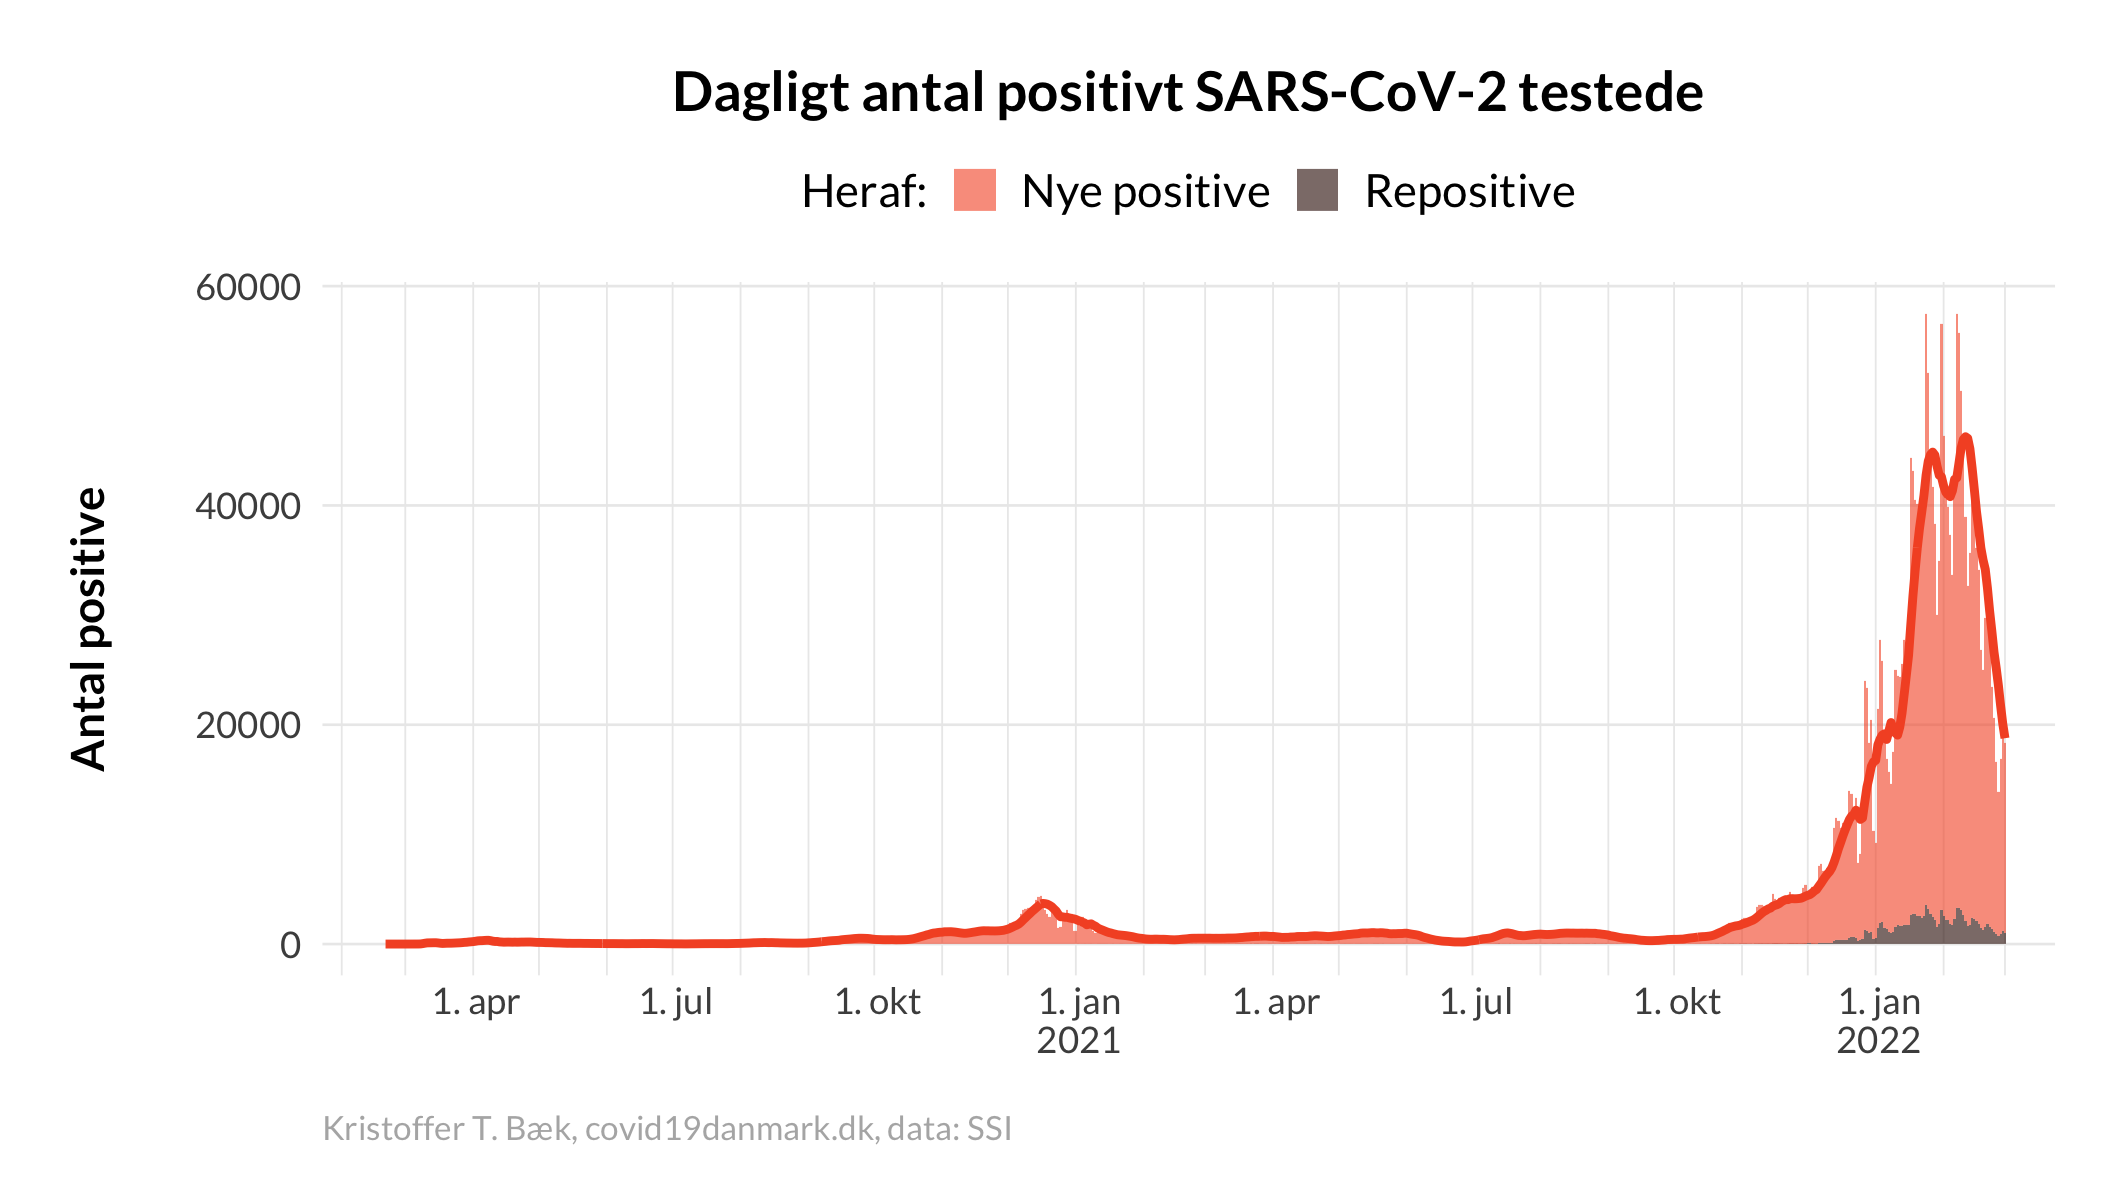 Dagligt antal positivt SARS-CoV-2 testede
Heraf: Nye positive Repositive
Antal positive
60000
40000
20000
0
1. apr 1. jul 1. okt 1. jan 1. apr 1. jul 1. okt 1. jan
2021 2022
Kristoffer T. Bæk, covid19danmark.dk, data: SSI